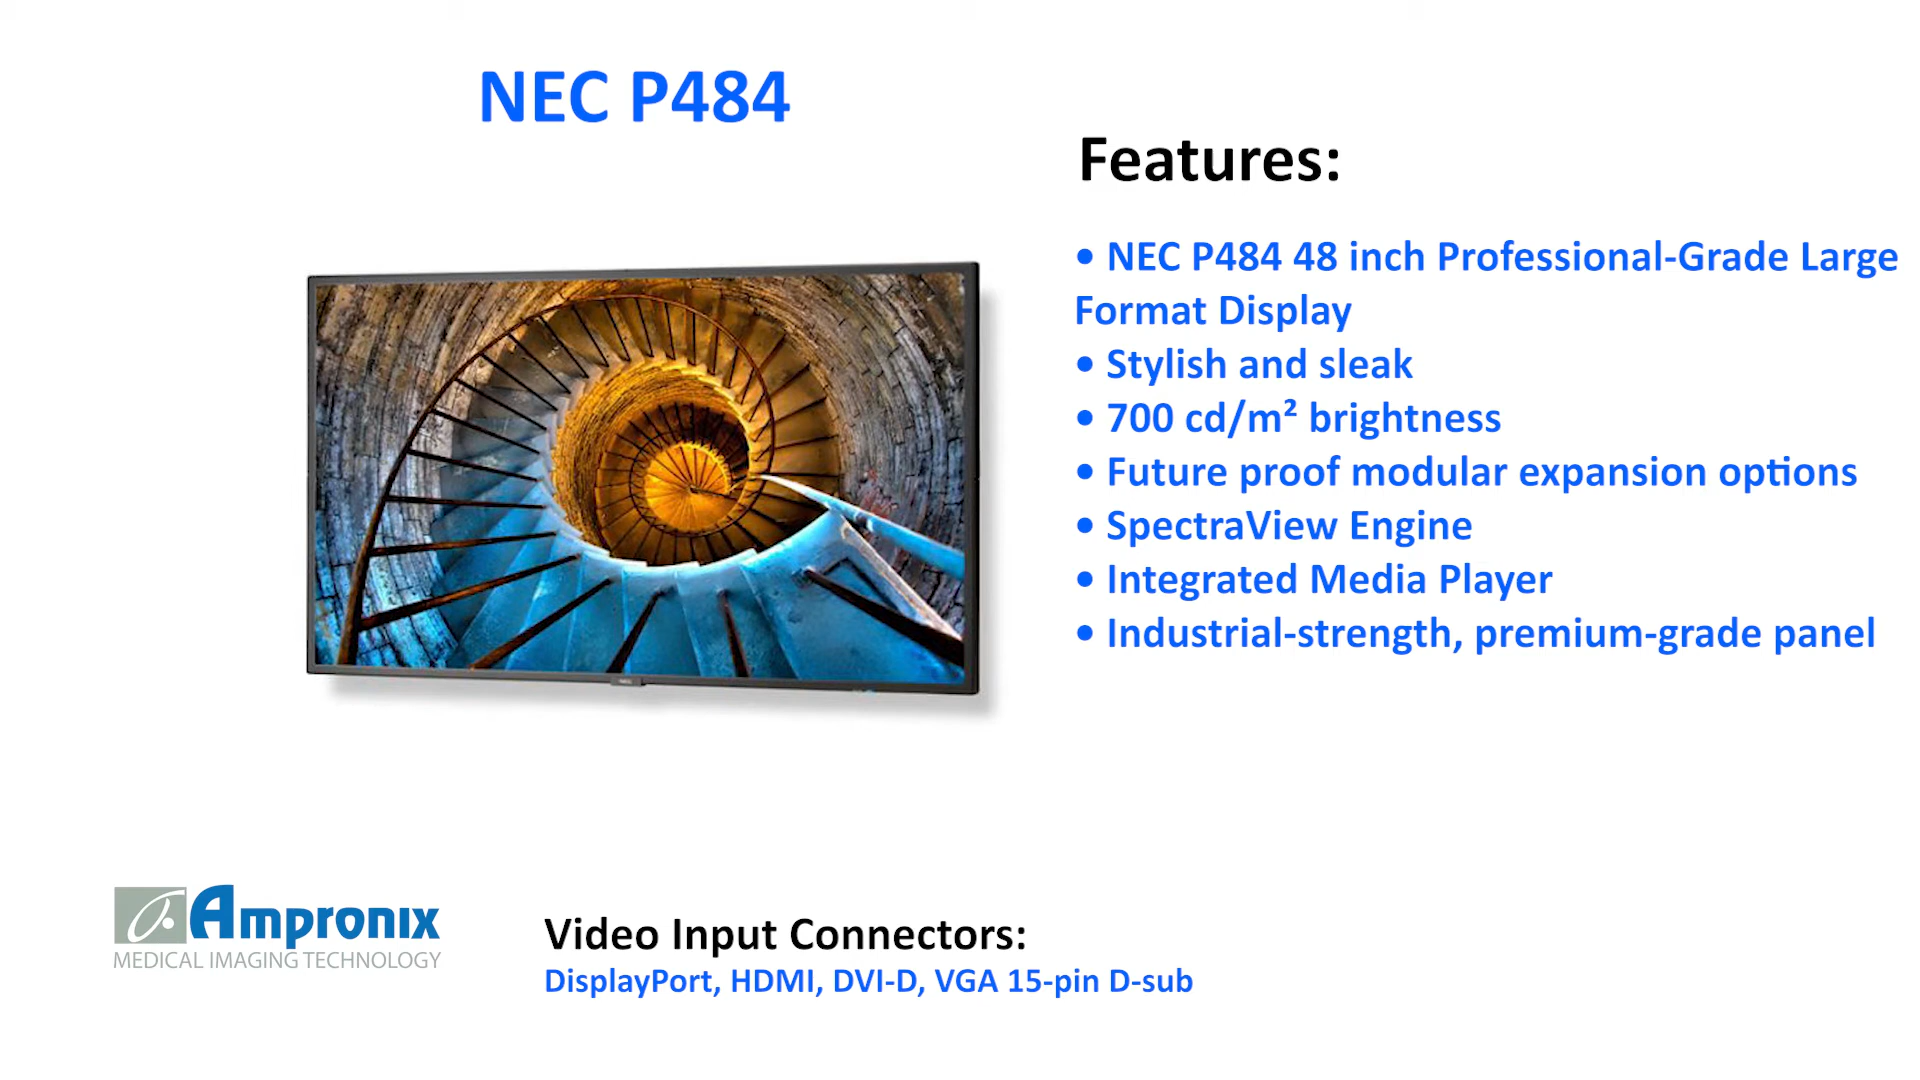 NEC P484
Features:
• NEC P484 48 inch Professional-Grade Large
Format Display
• Stylish and sleak
• 700 cd/m² brightness
• Future proof modular expansion options
• SpectraView Engine
• Integrated Media Player
• Industrial-strength, premium-grade panel
Ampronix
MEDICAL IMAGING TECHNOLOGY
Video Input Connectors:
DisplayPort, HDMI, DVI-D, VGA 15-pin D-sub